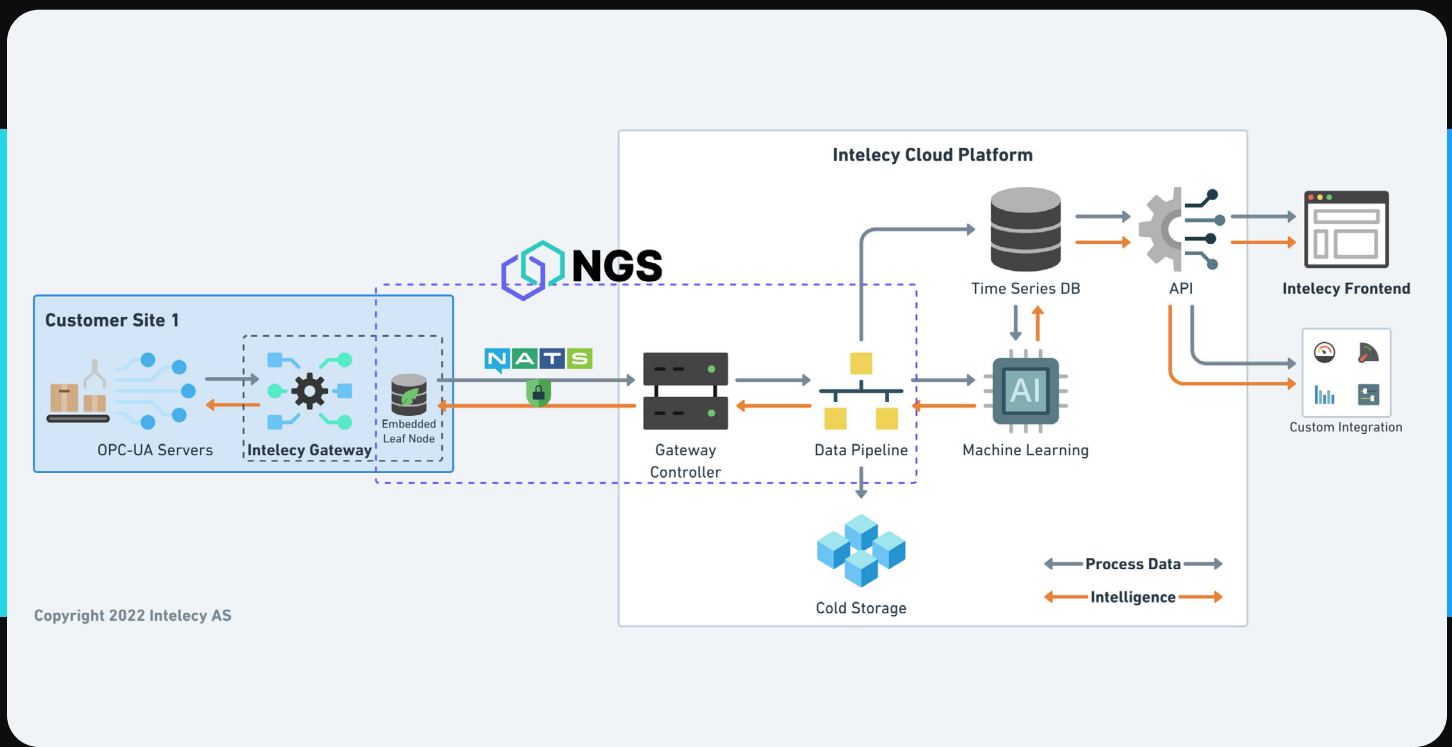 Intelecy Cloud Platform
NGS
Customer Site 1
NATS
OPC-UA Servers
Intelecy Gateway
Embedded
Leaf Node
Gateway
Controller
Data Pipeline
Time Series DB
AI
Machine Learning
API
Intelecy Frontend
Custom Integration
Cold Storage
Process Data
Intelligence
Copyright 2022 Intelecy AS